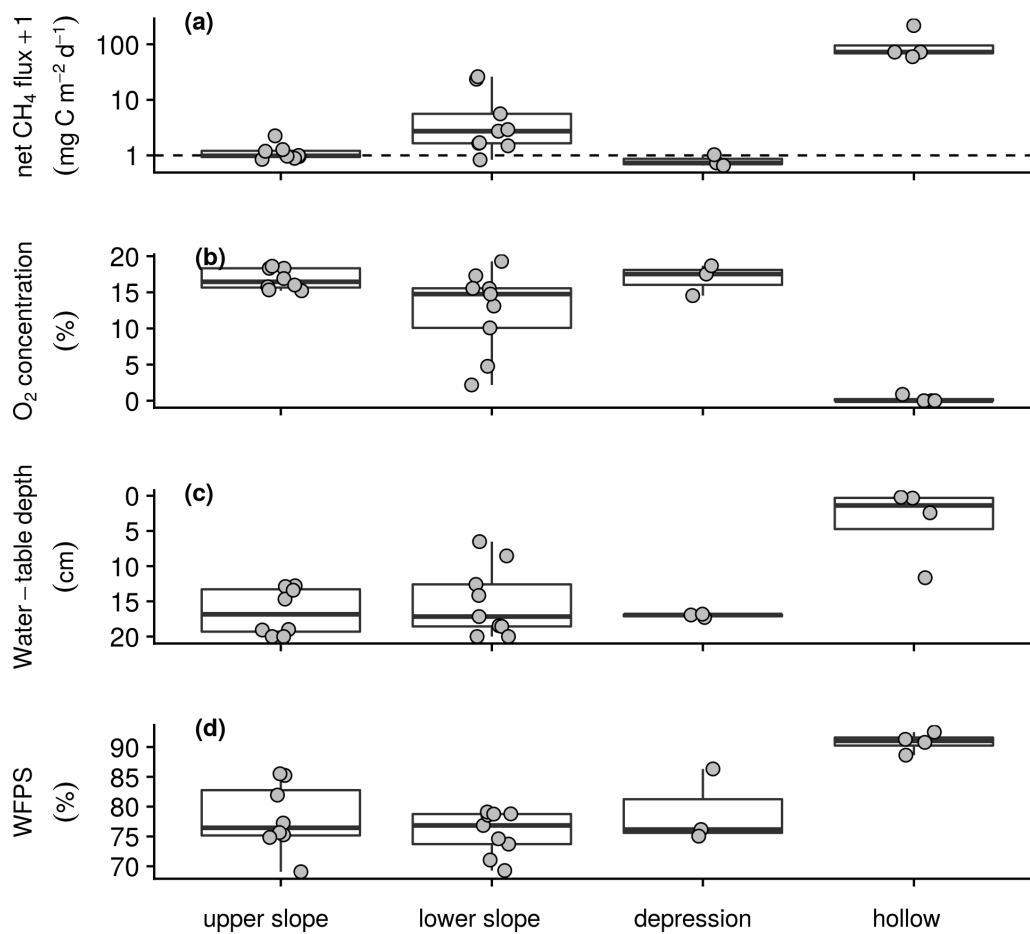 (a)
net CH₄ flux + 1
(mg C m⁻² d⁻¹)
100
10
1
(b)
O₂ concentration
(%)
20
15
10
5
0
(c)
Water−table depth
(cm)
0
5
10
15
20
(d)
WFPS
(%)
90
85
80
75
70
upper slope
lower slope
depression
hollow